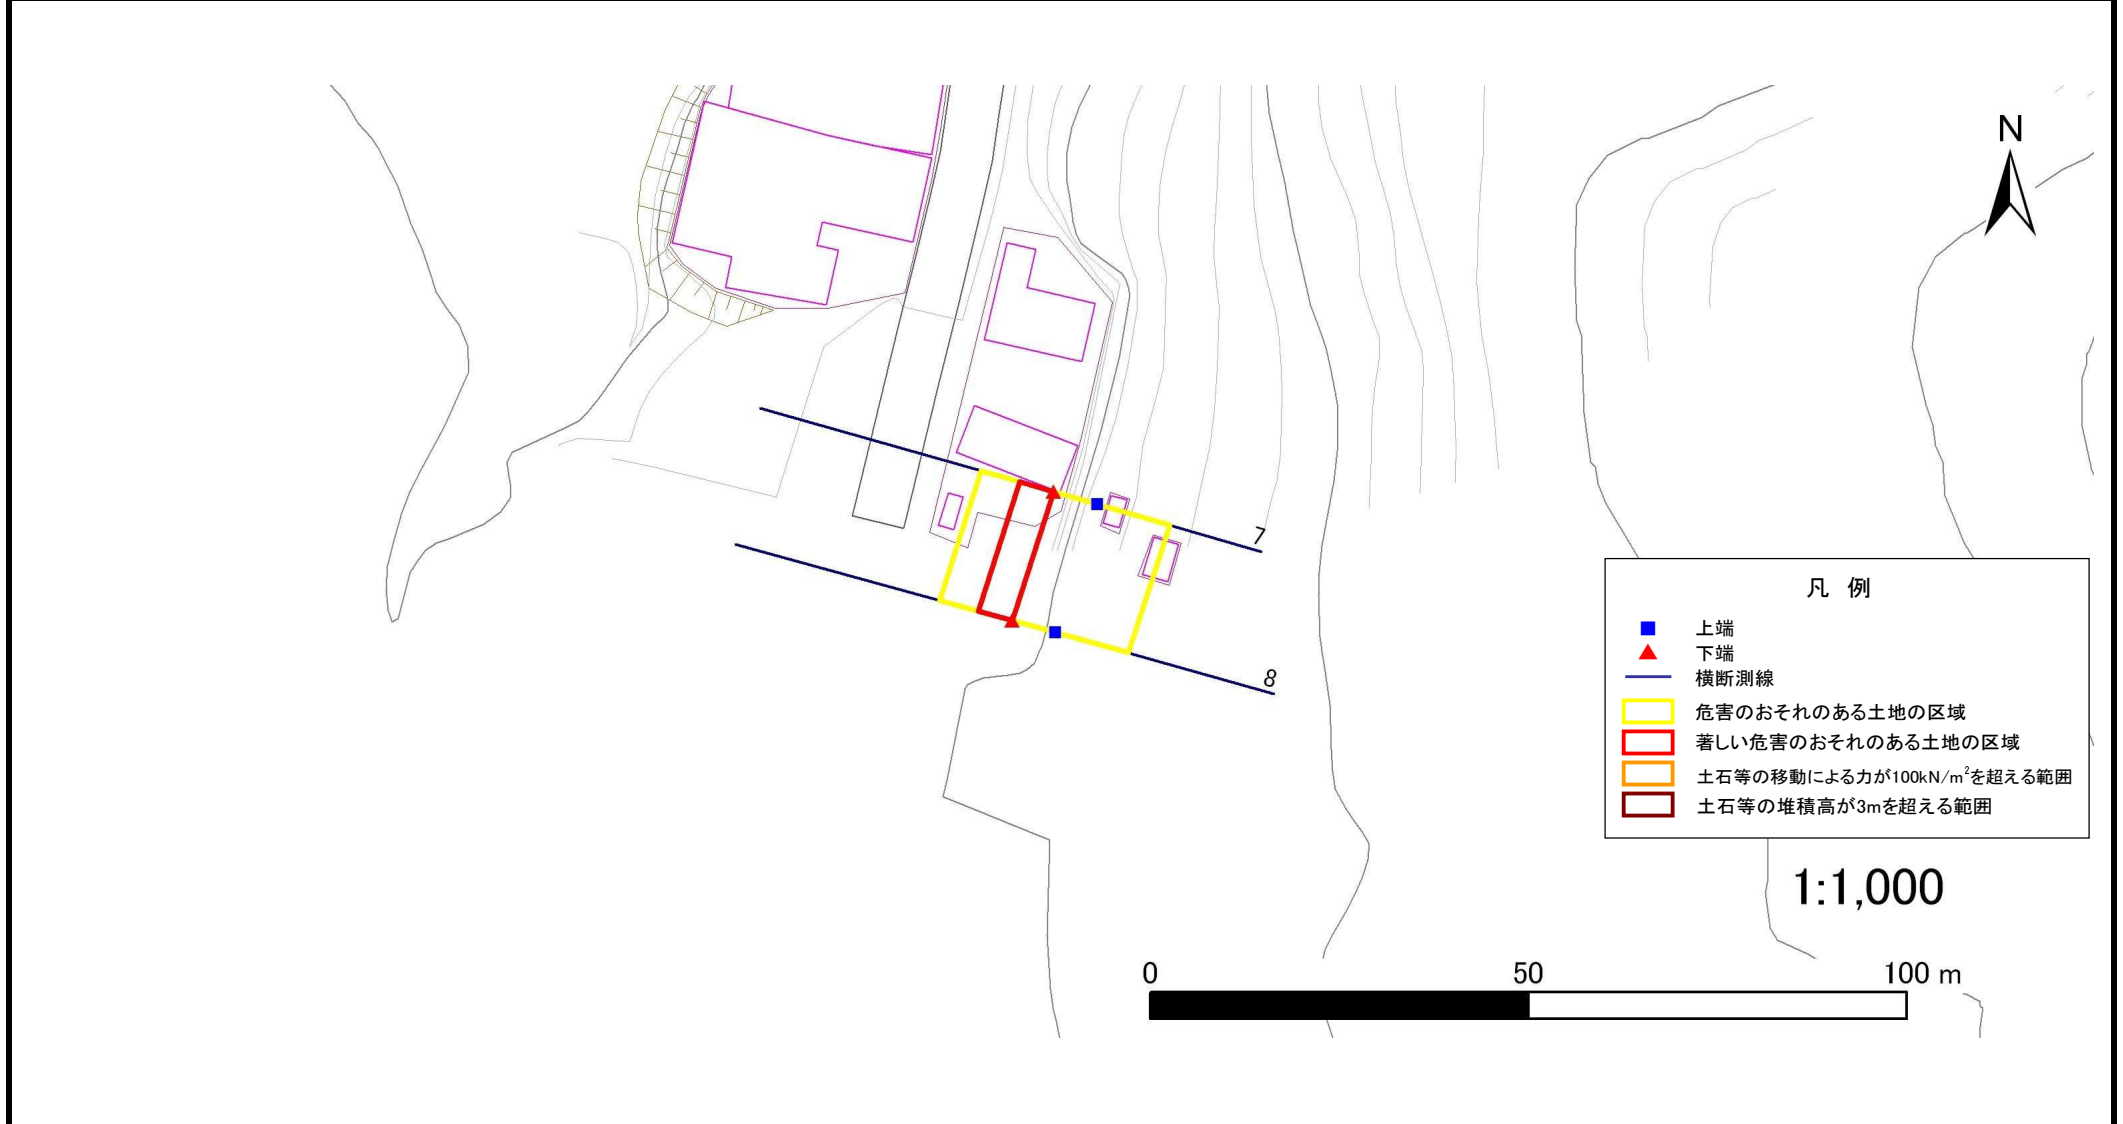 N
7
8
凡 例
上端
下端
横断測線
危害のおそれのある土地の区域
著しい危害のおそれのある土地の区域
土石等の移動による力が100kN/m²を超える範囲
土石等の堆積高が3mを超える範囲
1:1,000
0 50 100 m